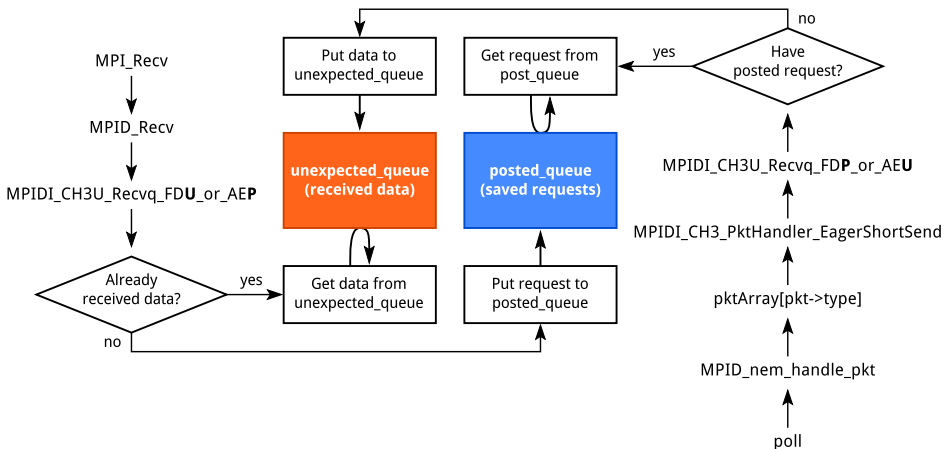 no
Put data to
unexpected_queue
Get request from
post_queue
yes
Have
posted request?
MPI_Recv
MPID_Recv
MPIDI_CH3U_Recvq_FDU_or_AEP
unexpected_queue
(received data)
posted_queue
(saved requests)
MPIDI_CH3U_Recvq_FDP_or_AEU
MPIDI_CH3_PktHandler_EagerShortSend
Already
received data?
yes
no
Get data from
unexpected_queue
Put request to
posted_queue
pktArray[pkt->type]
MPID_nem_handle_pkt
poll